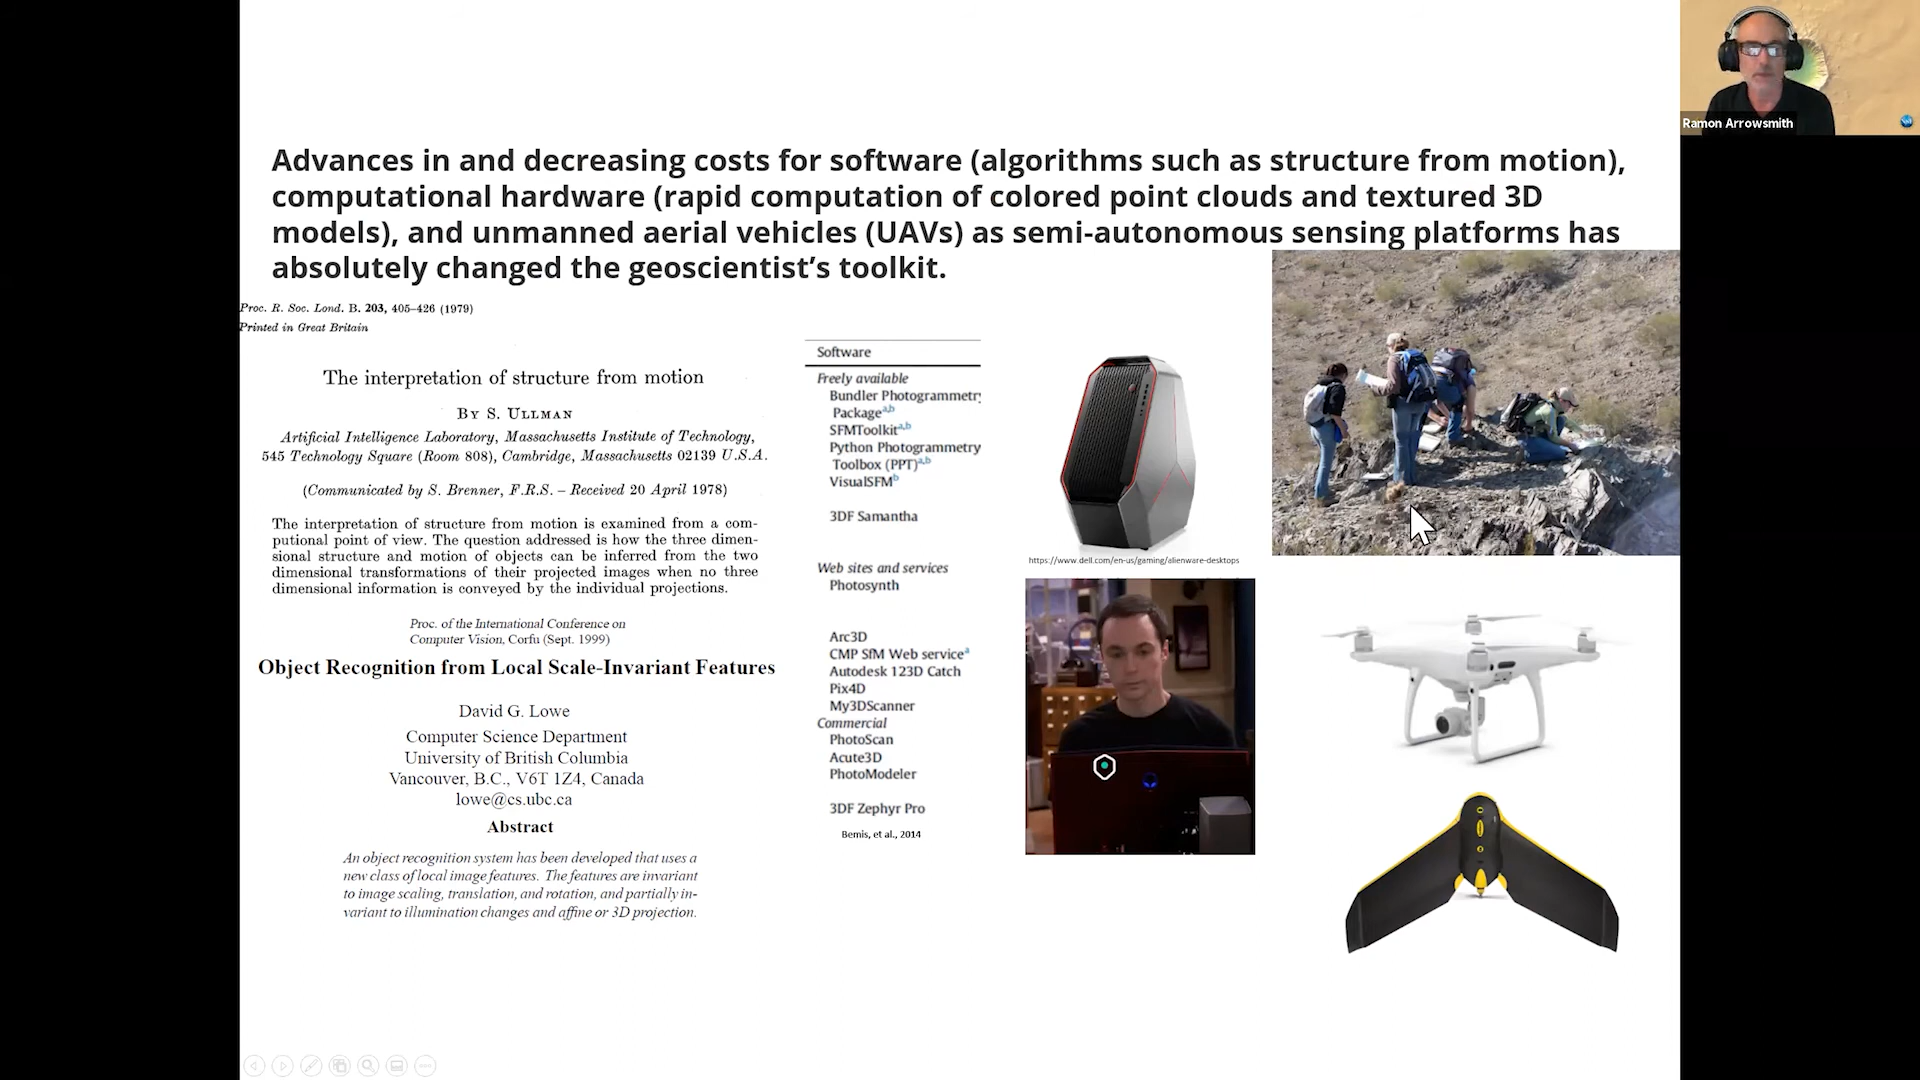 Ramon Arrowsmith
Advances in and decreasing costs for software (algorithms such as structure from motion),
computational hardware (rapid computation of colored point clouds and textured 3D
models), and unmanned aerial vehicles (UAVs) as semi-autonomous sensing platforms has
absolutely changed the geoscientist’s toolkit.
Proc. R. Soc. Lond. B. 203, 405–426 (1979)
Printed in Great Britain
The interpretation of structure from motion
BY S. ULLMAN
Artificial Intelligence Laboratory, Massachusetts Institute of Technology,
545 Technology Square (Room 808), Cambridge, Massachusetts 02139 U.S.A.
(Communicated by S. Brenner, F.R.S. – Received 20 April 1978)
The interpretation of structure from motion is examined from a com-
putional point of view. The question addressed is how the three dimen-
sional structure and motion of objects can be inferred from the two
dimensional transformations of their projected images when no three
dimensional information is conveyed by the individual projections.
Proc. of the International Conference on
Computer Vision, Corfu (Sept. 1999)
Object Recognition from Local Scale-Invariant Features
David G. Lowe
Computer Science Department
University of British Columbia
Vancouver, B.C., V6T 1Z4, Canada
lowe@cs.ubc.ca
Abstract
An object recognition system has been developed that uses a
new class of local image features. The features are invariant
to image scaling, translation, and rotation, and partially in-
variant to illumination changes and affine or 3D projection.
Software
Freely available
Bundler Photogrammetry
Package a,b
SFMToolkit a,b
Python Photogrammetry
Toolbox (PPT) a,b
VisualSFM b
3DF Samantha
Web sites and services
Photosynth
Arc3D
CMP SfM Web service a
Autodesk 123D Catch
Pix4D
My3DScanner
Commercial
PhotoScan
Acute3D
PhotoModeler
3DF Zephyr Pro
Bemis, et al., 2014
https://www.dell.com/en-us/gaming/alienware-desktops